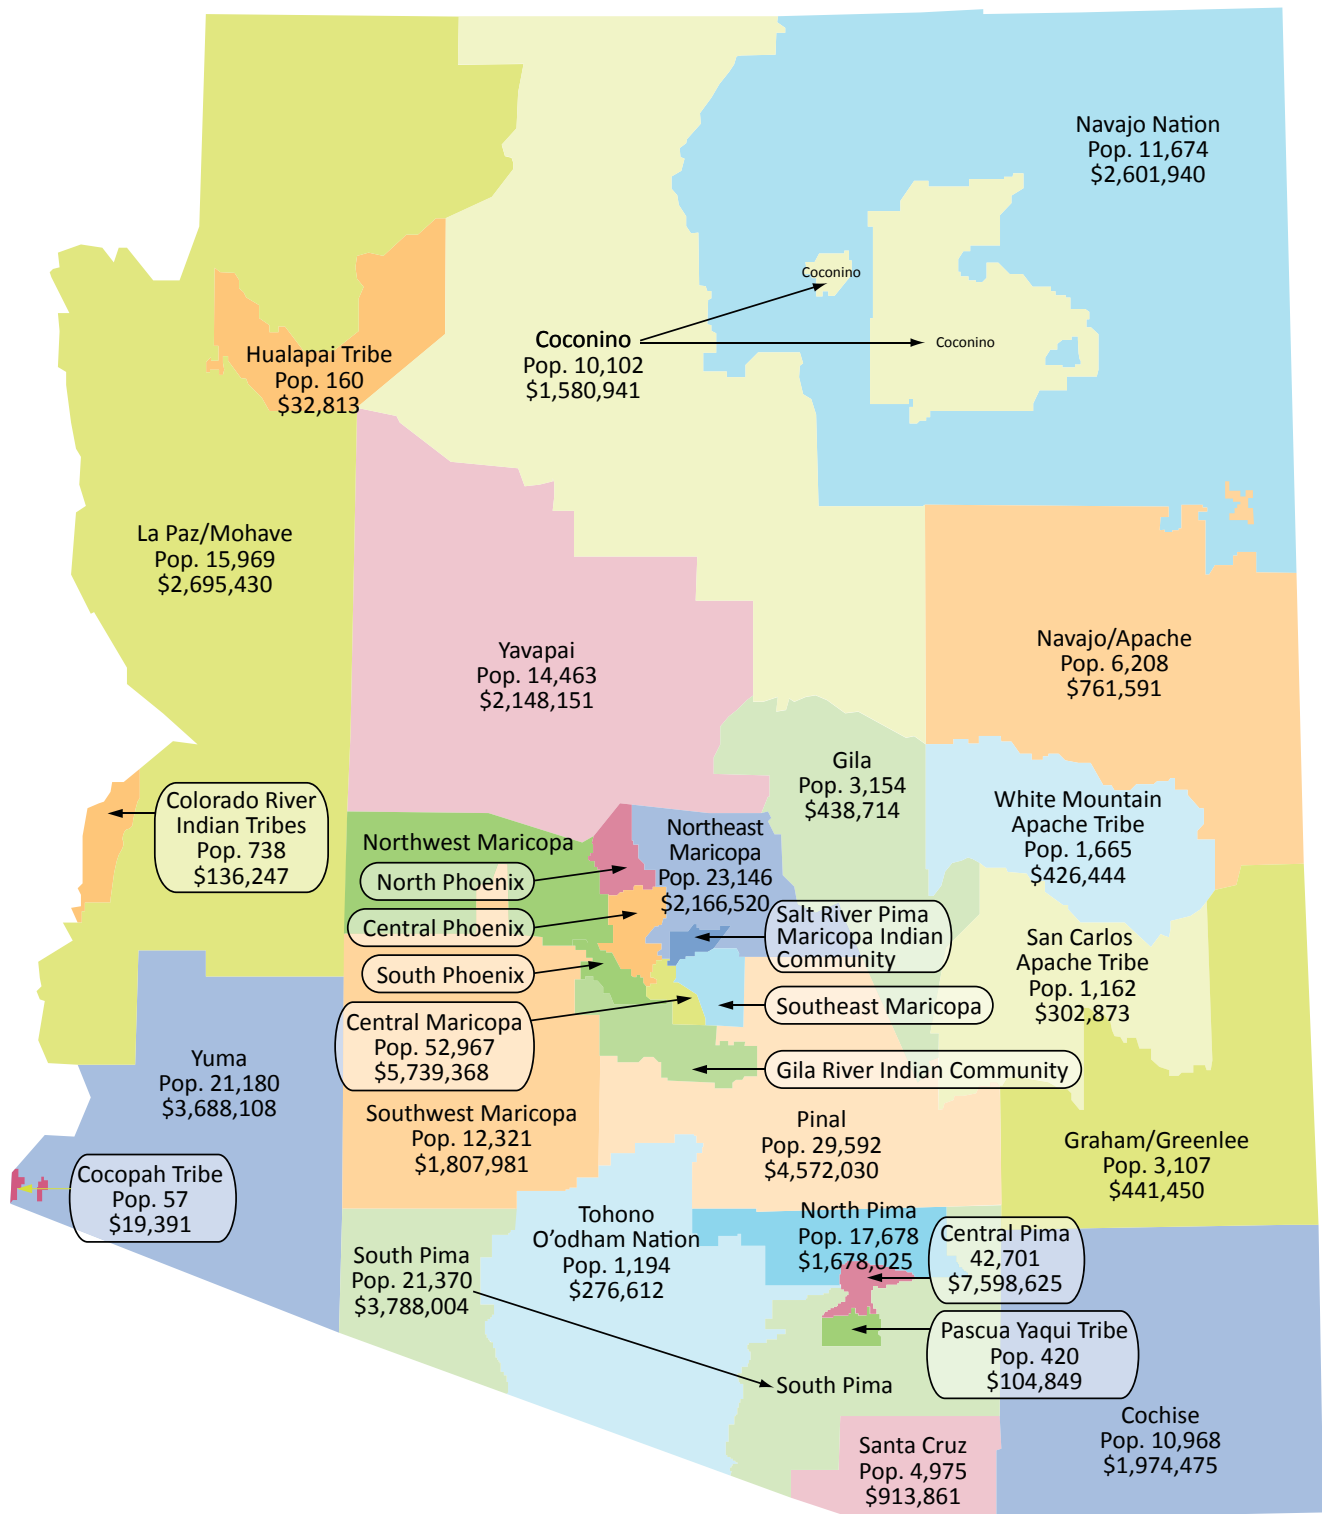 Navajo Nation
Pop. 11,674
$2,601,940
Coconino
Coconino
Pop. 10,102
$1,580,941
Coconino
Hualapai Tribe
Pop. 160
$32,813
La Paz/Mohave
Pop. 15,969
$2,695,430
Yavapai
Pop. 14,463
$2,148,151
Navajo/Apache
Pop. 6,208
$761,591
Gila
Pop. 3,154
$438,714
White Mountain
Apache Tribe
Pop. 1,665
$426,444
Colorado River
Indian Tribes
Pop. 738
$136,247
Northwest Maricopa
Northeast
Maricopa
Pop. 23,146
$2,166,520
North Phoenix
Central Phoenix
South Phoenix
Salt River Pima
Maricopa Indian
Community
San Carlos
Apache Tribe
Pop. 1,162
$302,873
Southeast Maricopa
Central Maricopa
Pop. 52,967
$5,739,368
Gila River Indian Community
Yuma
Pop. 21,180
$3,688,108
Southwest Maricopa
Pop. 12,321
$1,807,981
Pinal
Pop. 29,592
$4,572,030
Graham/Greenlee
Pop. 3,107
$441,450
Cocopah Tribe
Pop. 57
$19,391
Tohono
O’odham Nation
Pop. 1,194
$276,612
North Pima
Pop. 17,678
$1,678,025
Central Pima
42,701
$7,598,625
South Pima
Pop. 21,370
$3,788,004
Pascua Yaqui Tribe
Pop. 420
$104,849
South Pima
Cochise
Pop. 10,968
$1,974,475
Santa Cruz
Pop. 4,975
$913,861